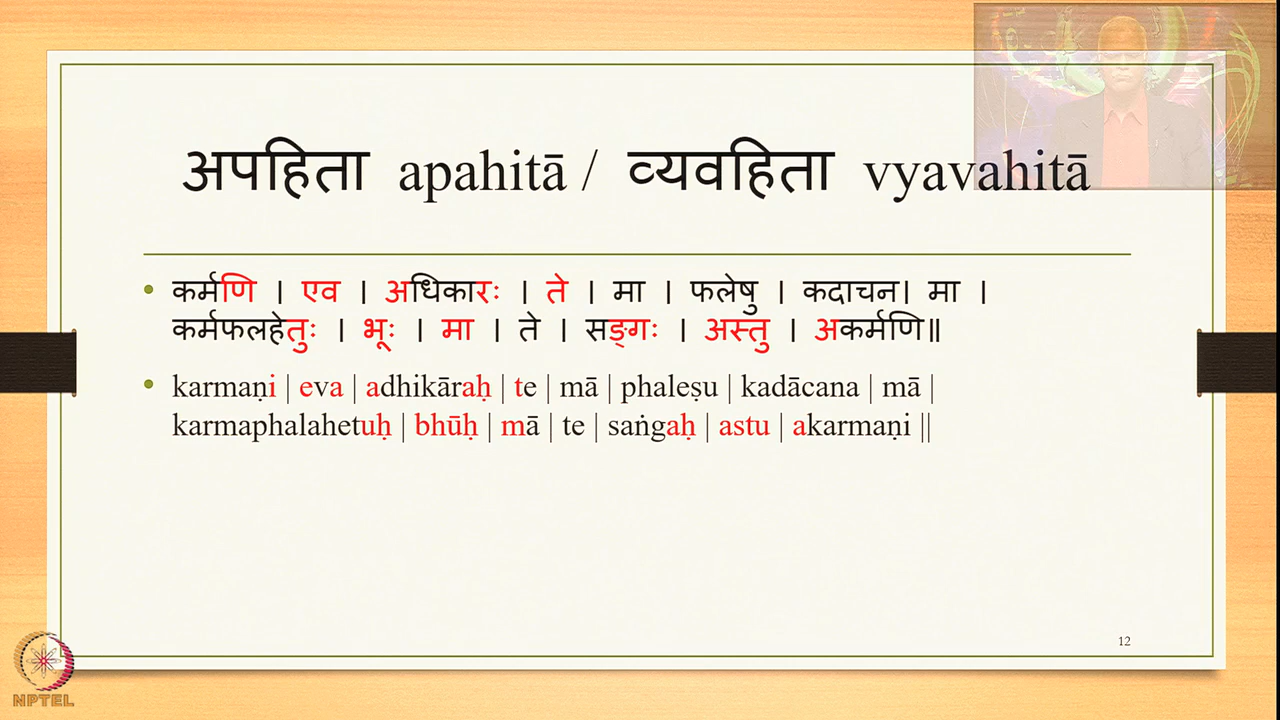 अपहिता apahitā / व्यवहिता vyavahitā
• कर्मणि । एव । अधिकारः । ते । मा । फलेषु । कदाचन। मा ।
कर्मफलहेतुः । भूः । मा । ते । सङ्गः । अस्तु । अकर्मणि॥
• karmaṇi | eva | adhikāraḥ | te | mā | phaleṣu | kadācana | mā |
karmaphalahetuḥ | bhūḥ | mā | te | saṅgaḥ | astu | akarmaṇi ||
12
NPTEL